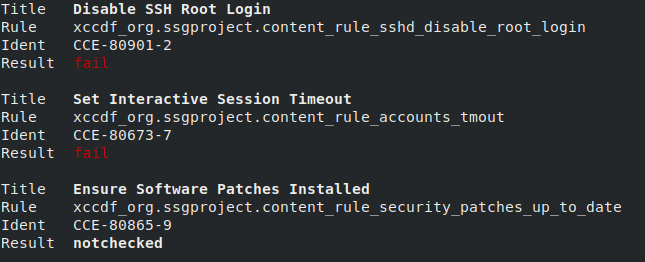 Title Disable SSH Root Login
Rule xccdf_org.ssgproject.content_rule_sshd_disable_root_login
Ident CCE-80901-2
Result fail
Title Set Interactive Session Timeout
Rule xccdf_org.ssgproject.content_rule_accounts_tmout
Ident CCE-80673-7
Result fail
Title Ensure Software Patches Installed
Rule xccdf_org.ssgproject.content_rule_security_patches_up_to_date
Ident CCE-80865-9
Result notchecked